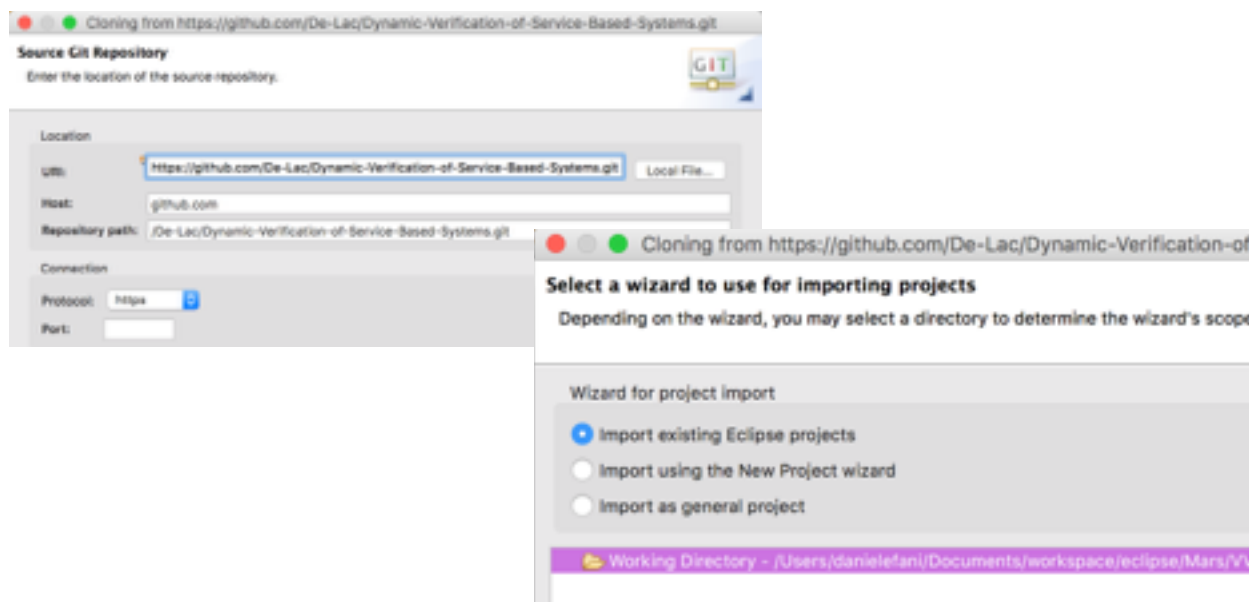 Cloning from https://github.com/De-Lac/Dynamic-Verification-of-Service-Based-Systems.git
Source Git Repository
Enter the location of the source repository.
GIT
Location
URI: https://github.com/De-Lac/Dynamic-Verification-of-Service-Based-Systems.git Local File...
Host: github.com
Repository path: /De-Lac/Dynamic-Verification-of-Service-Based-Systems.git
Connection
Protocol: https
Port:
Cloning from https://github.com/De-Lac/Dynamic-Verification-of
Select a wizard to use for importing projects
Depending on the wizard, you may select a directory to determine the wizard's scope
Wizard for project import
Import existing Eclipse projects
Import using the New Project wizard
Import as general project
Working Directory - /Users/danielefani/Documents/workspace/eclipse/Mars/VV